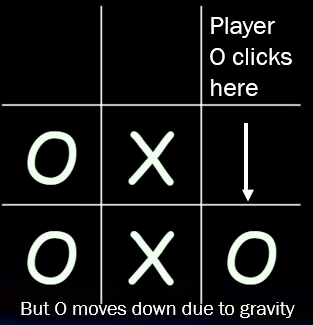 Player
O clicks
here
O X
O X O
But O moves down due to gravity